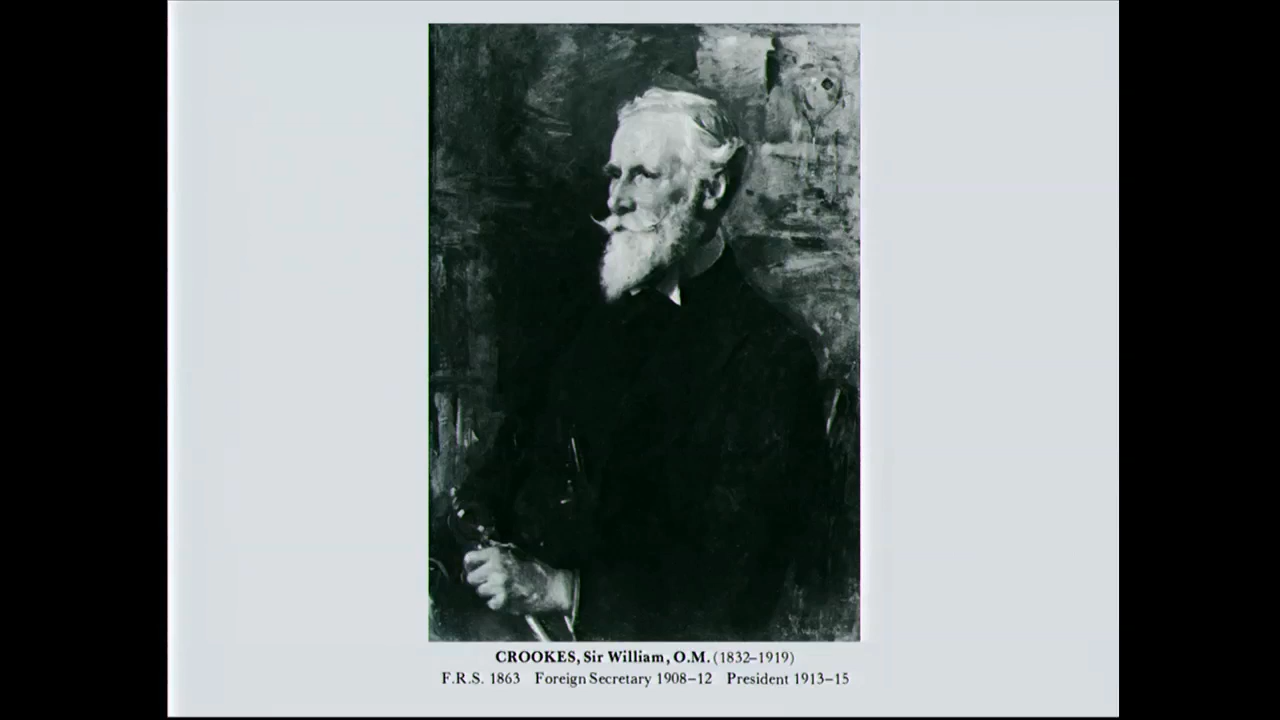 CROOKES, Sir William, O.M. (1832–1919)
F.R.S. 1863 Foreign Secretary 1908–12 President 1913–15